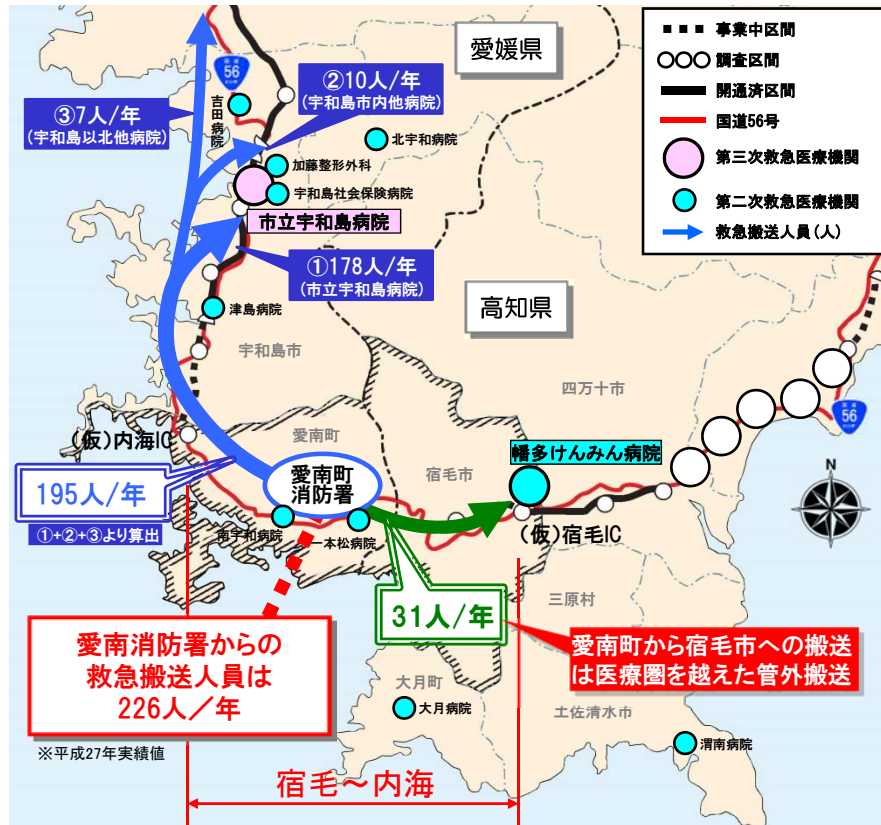 愛媛県
事業中区間
調査区間
開通済区間
国道56号
第三次救急医療機関
第二次救急医療機関
救急搬送人員(人)
国道
56
③7人/年
(宇和島以北他病院)
吉田病院
②10人/年
(宇和島市内他病院)
北宇和病院
加藤整形外科
宇和島社会保険病院
市立宇和島病院
①178人/年
(市立宇和島病院)
高知県
津島病院
宇和島市
四万十市
56
(仮)内海IC
愛南町
宿毛市
幡多けんみん病院
N
195人/年
①+②+③より算出
愛南町
消防署
南宇和病院
一本松病院
(仮)宿毛IC
三原村
31人/年
愛南町から宿毛市への搬送
は医療圏を越えた管外搬送
愛南消防署からの
救急搬送人員は
226人/年
大月町
大月病院
土佐清水市
渭南病院
※平成27年実績値
宿毛~内海